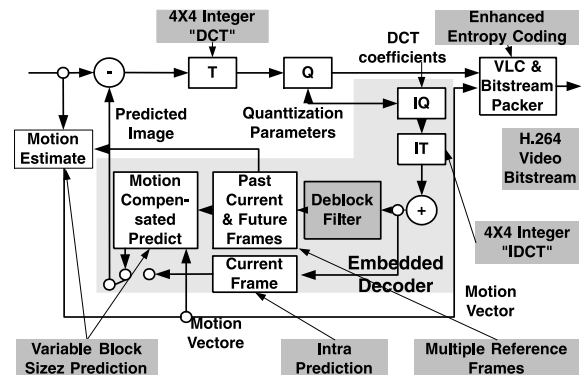 4X4 Integer
"DCT"
Enhanced
Entropy Coding
DCT
coefficients
-
T
Q
VLC &
Bitstream
Packer
Predicted
Image
Quanttization
Parameters
IQ
IT
Motion
Estimate
H.264
Video
Bitstream
Motion
Compen-
sated
Predict
Past
Current
& Future
Frames
Deblock
Filter
+
4X4 Integer
"IDCT"
Current
Frame
Embedded
Decoder
Motion
Vector
Motion
Vectore
Variable Block
Sizez Prediction
Intra
Prediction
Multiple Reference
Frames